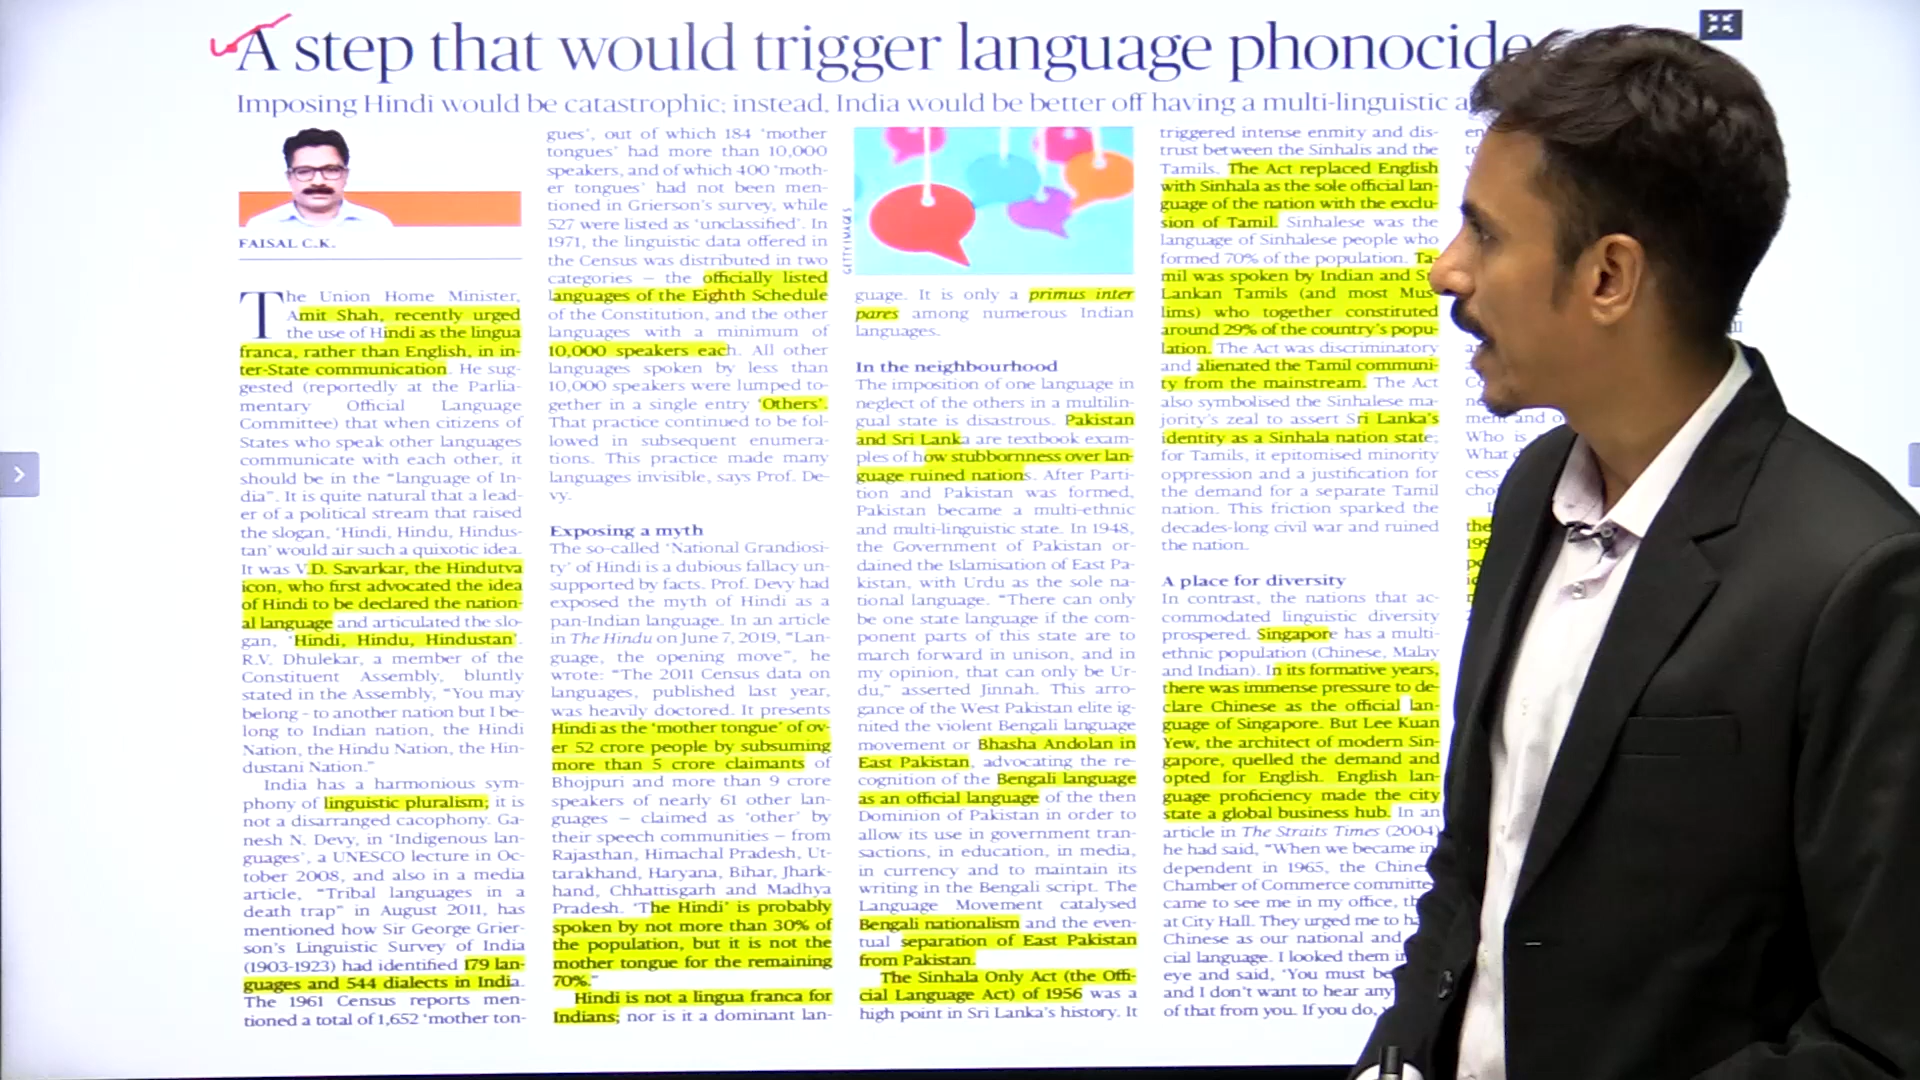 A step that would trigger language phonocide
Imposing Hindi would be catastrophic; instead, India would be better off having a multi-linguistic
FAISAL C.K.
The Union Home Minister,
Amit Shah, recently urged
the use of Hindi as the lingua
franca, rather than English, in in-
ter-State communication. He sug-
gested (reportedly at the Parlia-
mentary Official Language
Committee) that when citizens of
States who speak other languages
communicate with each other, it
should be in the “language of In-
dia”. It is quite natural that a lead-
er of a political stream that raised
the slogan, ‘Hindi, Hindu, Hindus-
tan’ would air such a quixotic idea.
It was V.D. Savarkar, the Hindutva
icon, who first advocated the idea
of Hindi to be declared the nation-
al language and articulated the slo-
gan, ‘Hindi, Hindu, Hindustan’.
R.V. Dhulekar, a member of the
Constituent Assembly, bluntly
stated in the Assembly, “You may
belong - to another nation but I be-
long to Indian nation, the Hindi
Nation, the Hindu Nation, the Hin-
dustani Nation.”
India has a harmonious sym-
phony of linguistic pluralism; it is
not a disarranged cacophony. Ga-
nesh N. Devy, in ‘Indigenous lan-
guages’, a UNESCO lecture in Oc-
tober 2008, and also in a media
article, “Tribal languages in a
death trap” in August 2011, has
mentioned how Sir George Grier-
son’s Linguistic Survey of India
(1903-1923) had identified 179 lan-
guages and 544 dialects in India.
The 1961 Census reports men-
tioned a total of 1,652 ‘mother ton-
gues’, out of which 184 ‘mother
tongues’ had more than 10,000
speakers, and of which 400 ‘moth-
er tongues’ had not been men-
tioned in Grierson’s survey, while
527 were listed as ‘unclassified’. In
1971, the linguistic data offered in
the Census was distributed in two
categories – the officially listed
languages of the Eighth Schedule
of the Constitution, and the other
languages with a minimum of
10,000 speakers each. All other
languages spoken by less than
10,000 speakers were lumped to-
gether in a single entry ‘Others’.
That practice continued to be fol-
lowed in subsequent enumera-
tions. This practice made many
languages invisible, says Prof. De-
vy.
Exposing a myth
The so-called ‘National Grandiosi-
ty’ of Hindi is a dubious fallacy un-
supported by facts. Prof. Devy had
exposed the myth of Hindi as a
pan-Indian language. In an article
in The Hindu on June 7, 2019, “Lan-
guage, the opening move”, he
wrote: “The 2011 Census data on
languages, published last year,
was heavily doctored. It presents
Hindi as the ‘mother tongue’ of ov-
er 52 crore people by subsuming
more than 5 crore claimants of
Bhojpuri and more than 9 crore
speakers of nearly 61 other lan-
guages – claimed as ‘other’ by
their speech communities – from
Rajasthan, Himachal Pradesh, Ut-
tarakhand, Haryana, Bihar, Jhark-
hand, Chhattisgarh and Madhya
Pradesh. ‘The Hindi’ is probably
spoken by not more than 30% of
the population, but it is not the
mother tongue for the remaining
70%.”
Hindi is not a lingua franca for
Indians; nor is it a dominant lan-
GETTY IMAGES
guage. It is only a primus inter
pares among numerous Indian
languages.
In the neighbourhood
The imposition of one language in
neglect of the others in a multilin-
gual state is disastrous. Pakistan
and Sri Lanka are textbook exam-
ples of how stubbornness over lan-
guage ruined nations. After Parti-
tion and Pakistan was formed,
Pakistan became a multi-ethnic
and multi-linguistic state. In 1948,
the Government of Pakistan or-
dained the Islamisation of East Pa-
kistan, with Urdu as the sole na-
tional language. “There can only
be one state language if the com-
ponent parts of this state are to
march forward in unison, and in
my opinion, that can only be Ur-
du,” asserted Jinnah. This arro-
gance of the West Pakistan elite ig-
nited the violent Bengali language
movement or Bhasha Andolan in
East Pakistan, advocating the re-
cognition of the Bengali language
as an official language of the then
Dominion of Pakistan in order to
allow its use in government tran-
sactions, in education, in media,
in currency and to maintain its
writing in the Bengali script. The
Language Movement catalysed
Bengali nationalism and the even-
tual separation of East Pakistan
from Pakistan.
The Sinhala Only Act (the Offi-
cial Language Act) of 1956 was a
high point in Sri Lanka’s history. It
triggered intense enmity and dis-
trust between the Sinhalis and the
Tamils. The Act replaced English
with Sinhala as the sole official lan-
guage of the nation with the exclu-
sion of Tamil. Sinhalese was the
language of Sinhalese people who
formed 70% of the population. Ta-
mil was spoken by Indian and Sri
Lankan Tamils (and most Mus-
lims) who together constituted
around 29% of the country’s popu-
lation. The Act was discriminatory
and alienated the Tamil communi-
ty from the mainstream. The Act
also symbolised the Sinhalese ma-
jority’s zeal to assert Sri Lanka’s
identity as a Sinhala nation state;
for Tamils, it epitomised minority
oppression and a justification for
the demand for a separate Tamil
nation. This friction sparked the
decades-long civil war and ruined
the nation.
A place for diversity
In contrast, the nations that ac-
commodated linguistic diversity
prospered. Singapore has a multi-
ethnic population (Chinese, Malay
and Indian). In its formative years,
there was immense pressure to de-
clare Chinese as the official lan-
guage of Singapore. But Lee Kuan
Yew, the architect of modern Sin-
gapore, quelled the demand and
opted for English. English lan-
guage proficiency made the city
state a global business hub. In an
article in The Straits Times (2004)
he had said, “When we became in
dependent in 1965, the Chinese
Chamber of Commerce committe
came to see me in my office, th
at City Hall. They urged me to ha
Chinese as our national and
cial language. I looked them in
eye and said, ‘You must be
and I don’t want to hear any
of that from you. If you do,
ment and o
Who is
What
cess
cho
the
199